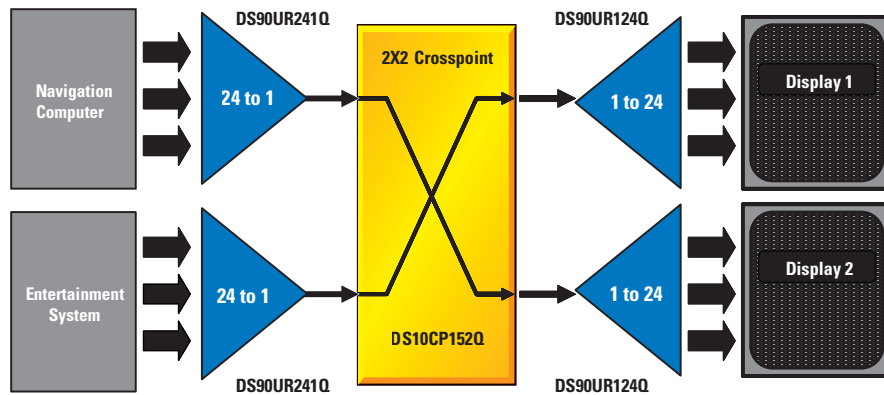 DS90UR241Q
DS90UR124Q
2X2 Crosspoint
Navigation
Computer
24 to 1
1 to 24
Display 1
Entertainment
System
24 to 1
1 to 24
Display 2
DS10CP152Q
DS90UR241Q
DS90UR124Q